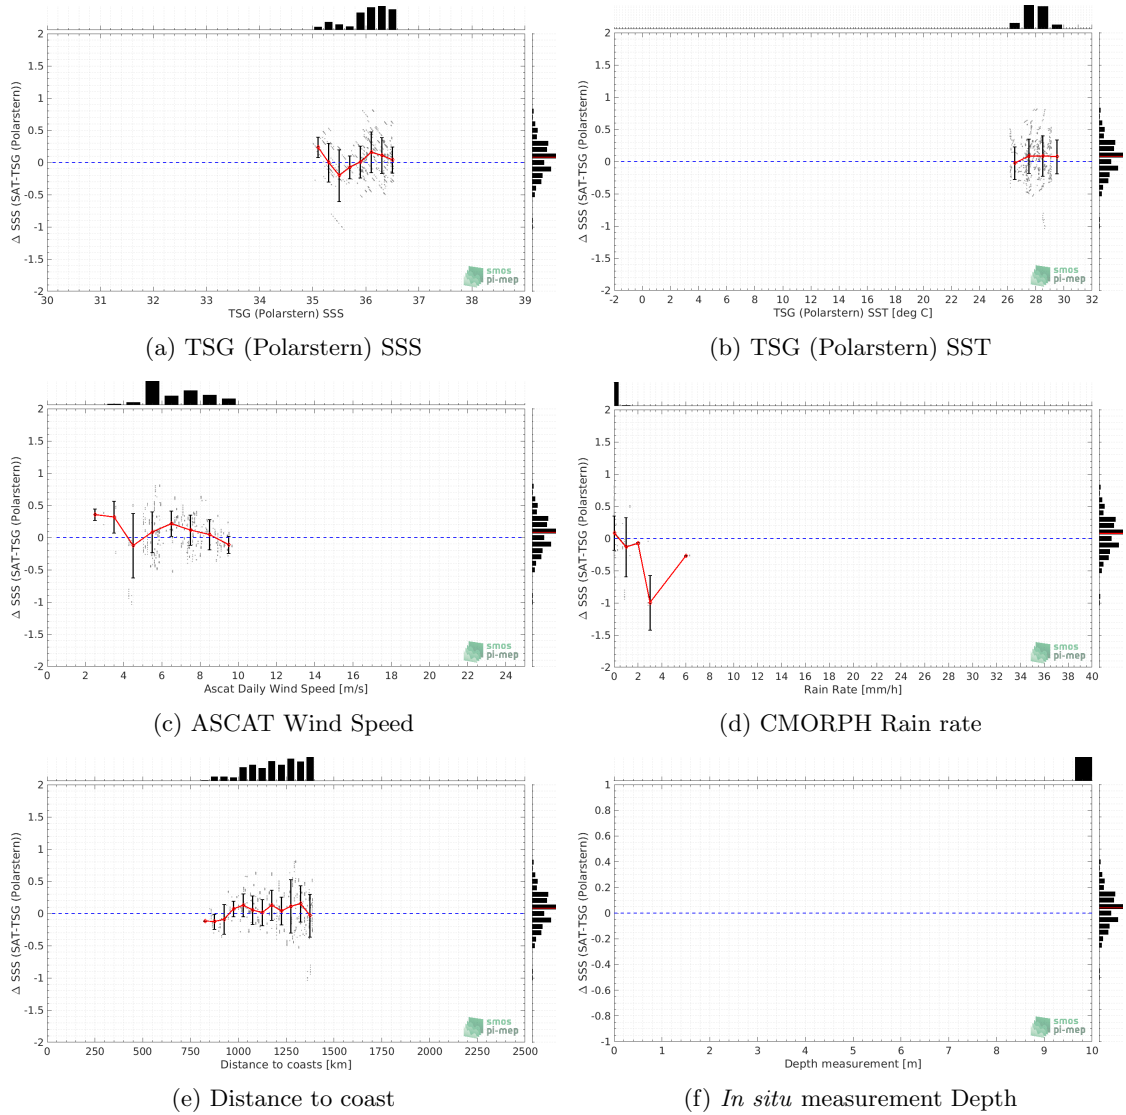 2
1.5
1
0.5
0
-0.5
-1
-1.5
-2
Δ SSS (SAT-TSG (Polarstern))
30 31 32 33 34 35 36 37 38 39
TSG (Polarstern) SSS
smos
pi-mep
(a) TSG (Polarstern) SSS
2
1.5
1
0.5
0
-0.5
-1
-1.5
-2
Δ SSS (SAT-TSG (Polarstern))
-2 0 2 4 6 8 10 12 14 16 18 20 22 24 26 28 30 32
TSG (Polarstern) SST [deg C]
smos
pi-mep
(b) TSG (Polarstern) SST
2
1.5
1
0.5
0
-0.5
-1
-1.5
-2
Δ SSS (SAT-TSG (Polarstern))
0 2 4 6 8 10 12 14 16 18 20 22 24
Ascat Daily Wind Speed [m/s]
smos
pi-mep
(c) ASCAT Wind Speed
2
1.5
1
0.5
0
-0.5
-1
-1.5
-2
Δ SSS (SAT-TSG (Polarstern))
0 2 4 6 8 10 12 14 16 18 20 22 24 26 28 30 32 34 36 38 40
Rain Rate [mm/h]
smos
pi-mep
(d) CMORPH Rain rate
2
1.5
1
0.5
0
-0.5
-1
-1.5
-2
Δ SSS (SAT-TSG (Polarstern))
0 250 500 750 1000 1250 1500 1750 2000 2250 2500
Distance to coasts [km]
smos
pi-mep
(e) Distance to coast
1
0.8
0.6
0.4
0.2
0
-0.2
-0.4
-0.6
-0.8
-1
Δ SSS (SAT-TSG (Polarstern))
0 1 2 3 4 5 6 7 8 9 10
Depth measurement [m]
smos
pi-mep
(f) In situ measurement Depth